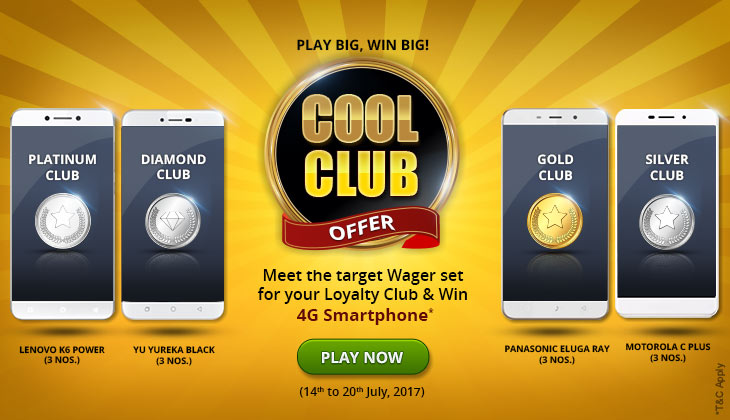 PLAY BIG, WIN BIG!
COOL
CLUB
OFFER
PLATINUM
CLUB
DIAMOND
CLUB
GOLD
CLUB
SILVER
CLUB
Meet the target Wager set
for your Loyalty Club & Win
4G Smartphone*
LENOVO K6 POWER
(3 NOS.)
YU YUREKA BLACK
(3 NOS.)
PLAY NOW
PANASONIC ELUGA RAY
(3 NOS.)
MOTOROLA C PLUS
(3 NOS.)
(14th to 20th July, 2017)
*T&C Apply